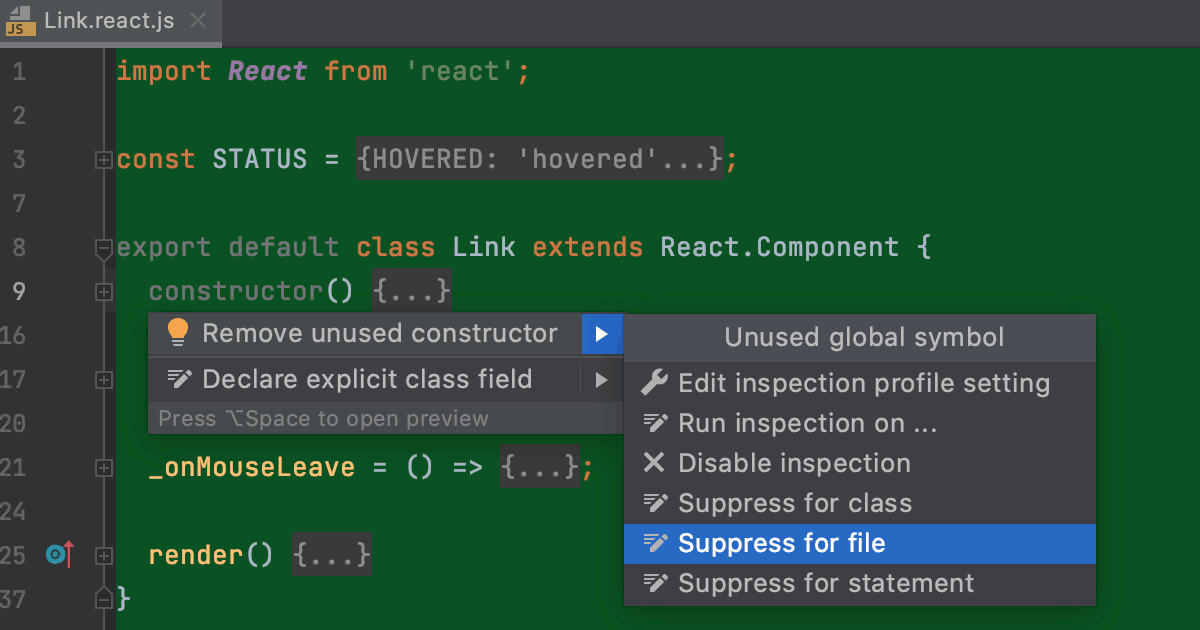 JS Link.react.js
1 import React from 'react';
2
3 const STATUS = {HOVERED: 'hovered'...};
7
8 export default class Link extends React.Component {
9 constructor() {...}
16 Remove unused constructor
17 Declare explicit class field
20 Press ⌥Space to open preview
Unused global symbol
Edit inspection profile setting
Run inspection on ...
Disable inspection
Suppress for class
Suppress for file
Suppress for statement
21 _onMouseLeave = () => {...};
24
25 render() {...}
37 }